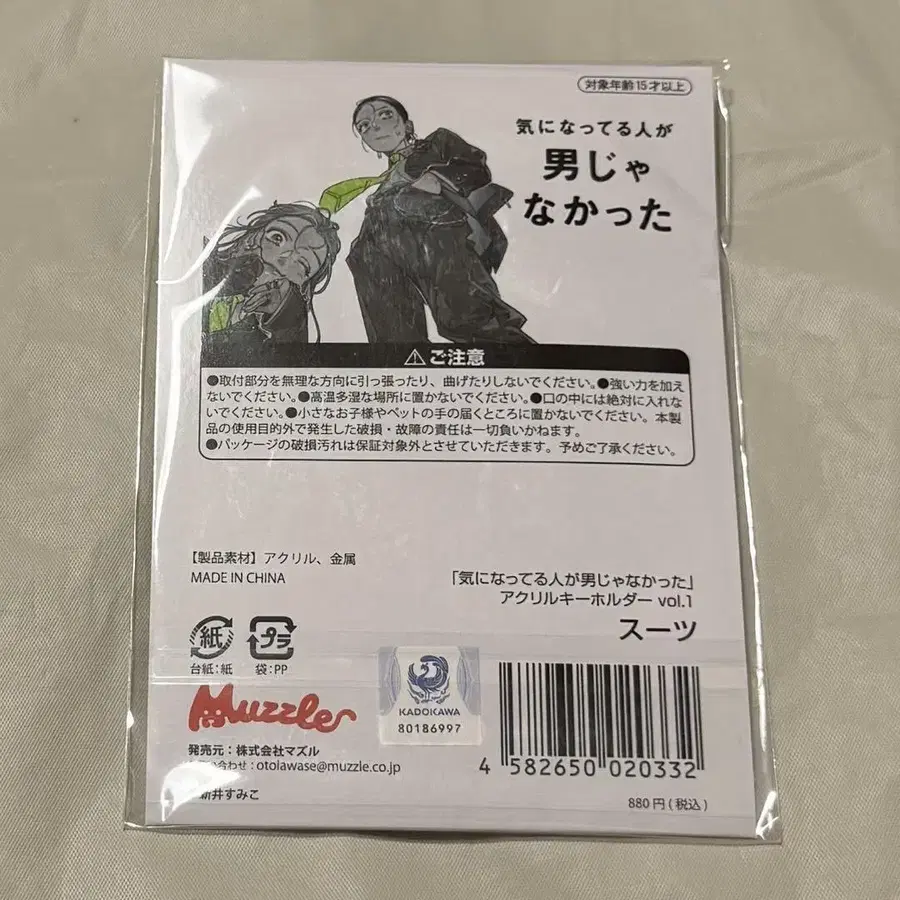 対象年齢15才以上
気になってる人が
男じゃ
なかった
⚠ご注意
●取付部分を無理な方向に引っ張ったり、曲げたりしないでください。●強い力を加え
ないでください。●高温多湿な場所に置かないでください。●口の中には絶対に入れな
いでください。●小さなお子様やペットの手の届くところに置かないでください。本製
品の使用目的外で発生した破損・故障の責任は一切負いかねます。
●パッケージの破損汚れは保証対象外とさせていただきます。予めご了承ください。
【製品素材】アクリル、金属
MADE IN CHINA
「気になってる人が男じゃなかった」
アクリルキーホルダー vol.1
スーツ
紙
プラ
台紙:紙
袋:PP
Muzzle
KADOKAWA
80186997
発売元:株式会社マズル
い合わせ:otolawase@muzzle.co.jp
新井すみこ
4 582650 020332
880円(税込)